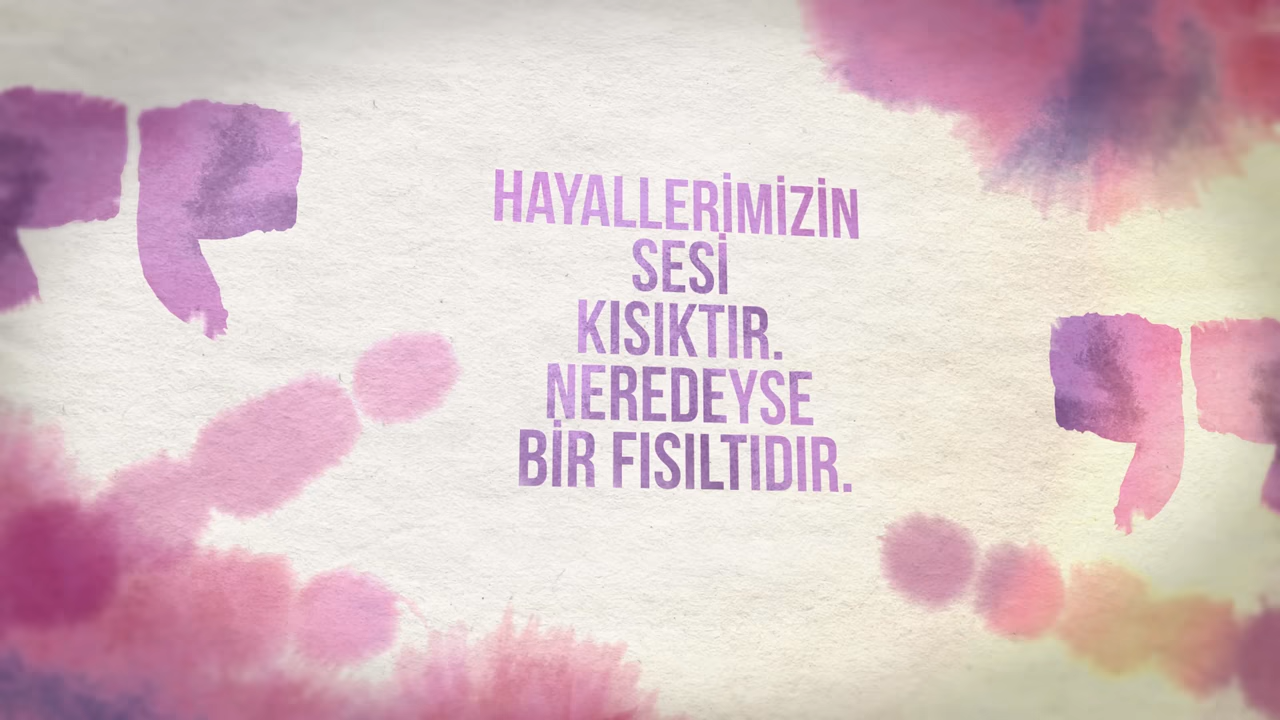 HAYALLERİMİZİN
SESİ
KISIKTIR.
NEREDEYSE
BİR FISILTIDIR.